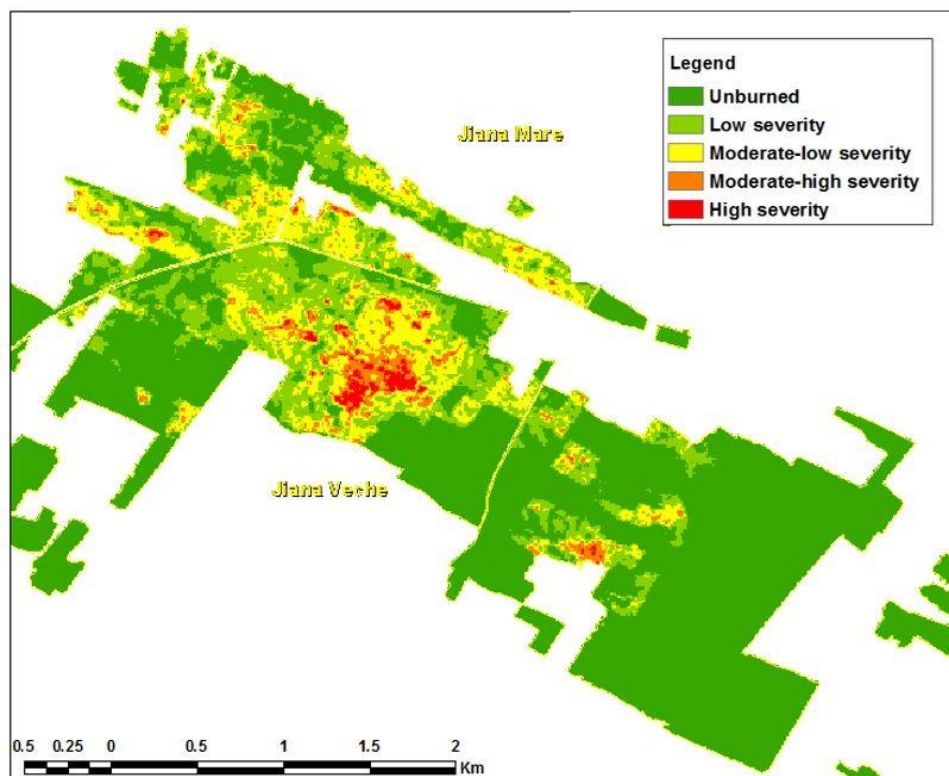 Legend
Unburned
Low severity
Moderate-low severity
Moderate-high severity
High severity
Jiana Mare
Jiana Veche
0.5 0.25 0 0.5 1 1.5 2
Km